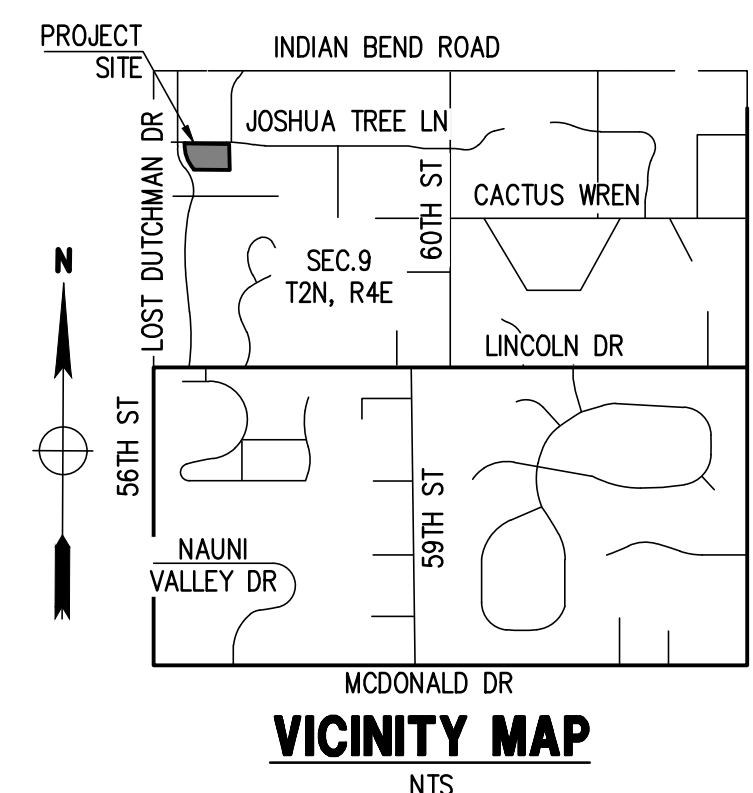 PROJECT
SITE
INDIAN BEND ROAD
JOSHUA TREE LN
LOST DUTCHMAN DR
60TH ST
CACTUS WREN
N
SEC.9
T2N, R4E
LINCOLN DR
56TH ST
59TH ST
NAUNI
VALLEY DR
MCDONALD DR
VICINITY MAP
NTS